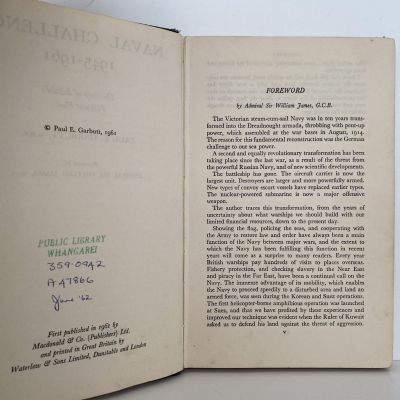 © Paul E. Garbutt, 1961
PUBLIC LIBRARY
WHANGAREI
359.0942
A47866
June '62
First published in 1961 by
Macdonald & Co. (Publishers) Ltd.
and printed in Great Britain by
Waterlow & Sons Limited, Dunstable and London
FOREWORD
by Admiral Sir William James, G.C.B.
The Victorian steam-cum-sail Navy was in ten years trans-
formed into the Dreadnought armada, throbbing with pent-up
power, which assembled at the war bases in August, 1914.
The reason for this fundamental reconstruction was the German
challenge to our sea power.
A second and equally revolutionary transformation has been
taking place since the last war, as a result of the threat from
the powerful Russian Navy, and of new scientific developments.
The battleship has gone. The aircraft carrier is now the
largest unit. Destroyers are larger and more powerfully armed.
New types of convoy escort vessels have replaced earlier types.
The nuclear-powered submarine is now a major offensive
weapon.
The author traces this transformation, from the years of
uncertainty about what warships we should build with our
limited financial resources, down to the present day.
Showing the flag, policing the seas, and cooperating with
the Army to restore law and order have always been a main
function of the Navy between major wars, and the extent to
which the Navy has been fulfilling this function in recent
years will come as a surprise to many readers. Every year
British warships pay hundreds of visits to places overseas.
Fishery protection, and checking slavery in the Near East
and piracy in the Far East, have been a continual call on the
Navy. The immense advantage of its mobility, which enables
the Navy to proceed speedily to a disturbed area and land an
armed force, was seen during the Korean and Suez operations.
The first helicopter-borne amphibious operation was launched
at Suez, and that we have profited by these experiences and
improved our technique was evident when the Ruler of Kuwait
asked us to defend his land against the threat of aggression.
v